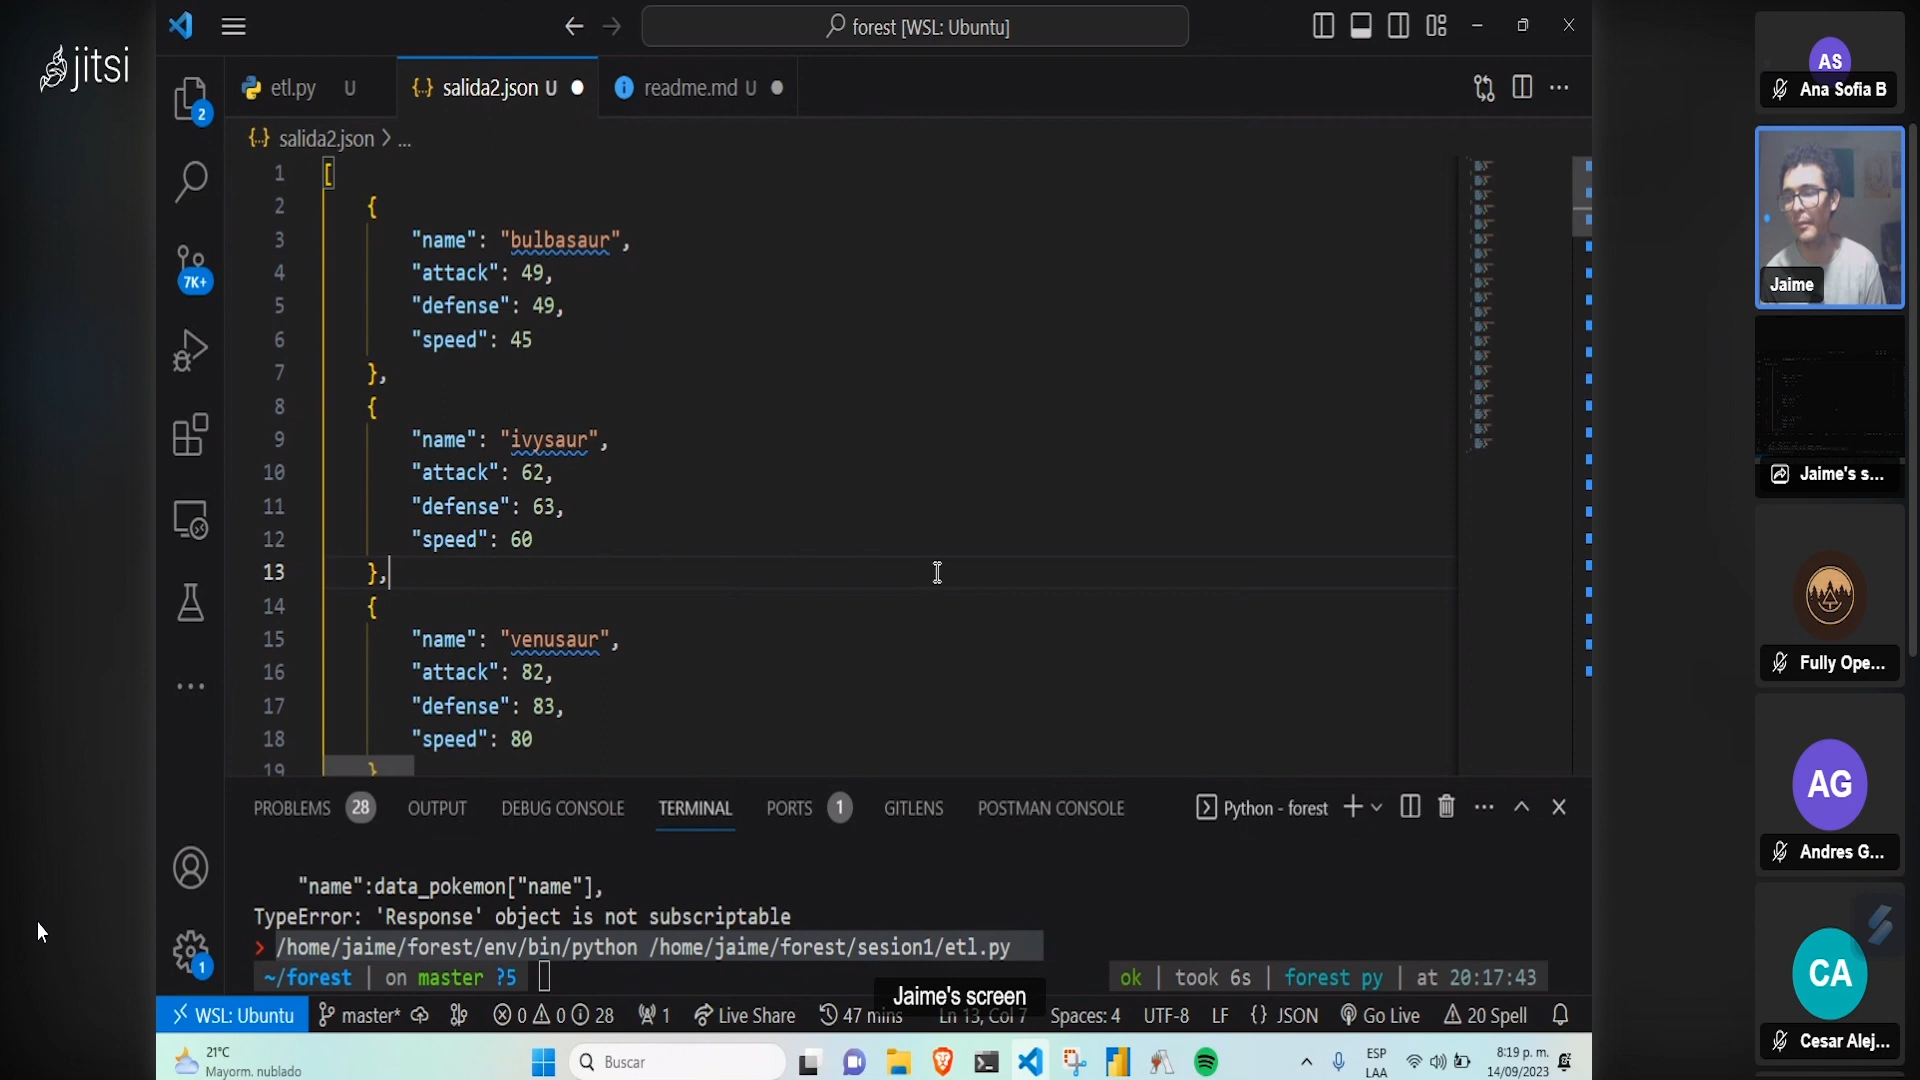 jitsi
forest [WSL: Ubuntu]
etl.py U
{..} salida2.json U
readme.md U
{..} salida2.json > ...
1 [
2 {
3 "name": "bulbasaur",
4 "attack": 49,
5 "defense": 49,
6 "speed": 45
7 },
8 {
9 "name": "ivysaur",
10 "attack": 62,
11 "defense": 63,
12 "speed": 60
13 },
14 {
15 "name": "venusaur",
16 "attack": 82,
17 "defense": 83,
18 "speed": 80
19 }
2
7K+
1
PROBLEMS 28 OUTPUT DEBUG CONSOLE TERMINAL PORTS 1 GITLENS POSTMAN CONSOLE Python - forest
"name":data_pokemon["name"],
TypeError: 'Response' object is not subscriptable
> /home/jaime/forest/env/bin/python /home/jaime/forest/sesion1/etl.py
~/forest | on master ?5 ok | took 6s | forest py | at 20:17:43
Jaime's screen
WSL: Ubuntu master* 0 0 28 1 Live Share 47 mins Ln 13, Col 7 Spaces: 4 UTF-8 LF {} JSON Go Live 20 Spell
21°C
Mayorm. nublado
Buscar
ESP
LAA
8:19 p. m.
14/09/2023
AS
Ana Sofia B
Jaime
Jaime's s...
Fully Ope...
AG
Andres G...
CA
Cesar Alej...